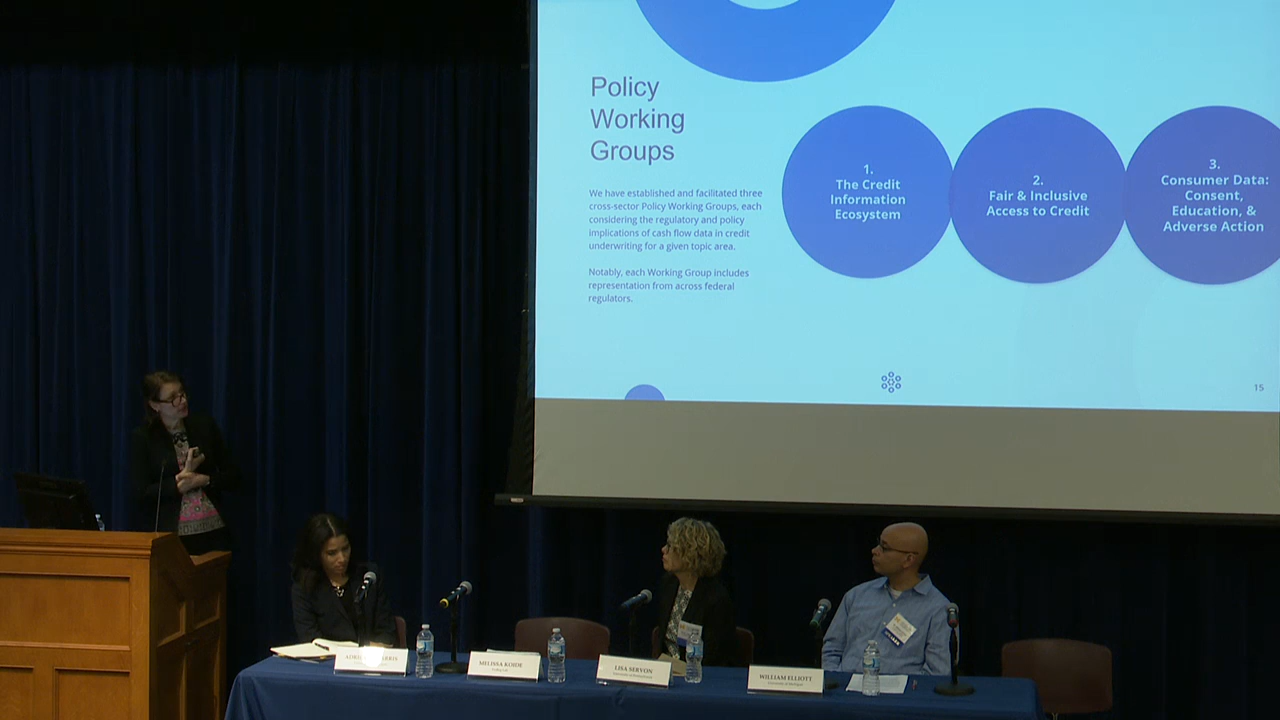 Policy
Working
Groups
We have established and facilitated three
cross-sector Policy Working Groups, each
considering the regulatory and policy
implications of cash flow data in credit
underwriting for a given topic area.
Notably, each Working Group includes
representation from across federal
regulators.
1.
The Credit
Information
Ecosystem
2.
Fair & Inclusive
Access to Credit
3.
Consumer Data:
Consent,
Education, &
Adverse Action
15
MELISSA KOIDE
LISA SERVON
WILLIAM ELLIOTT